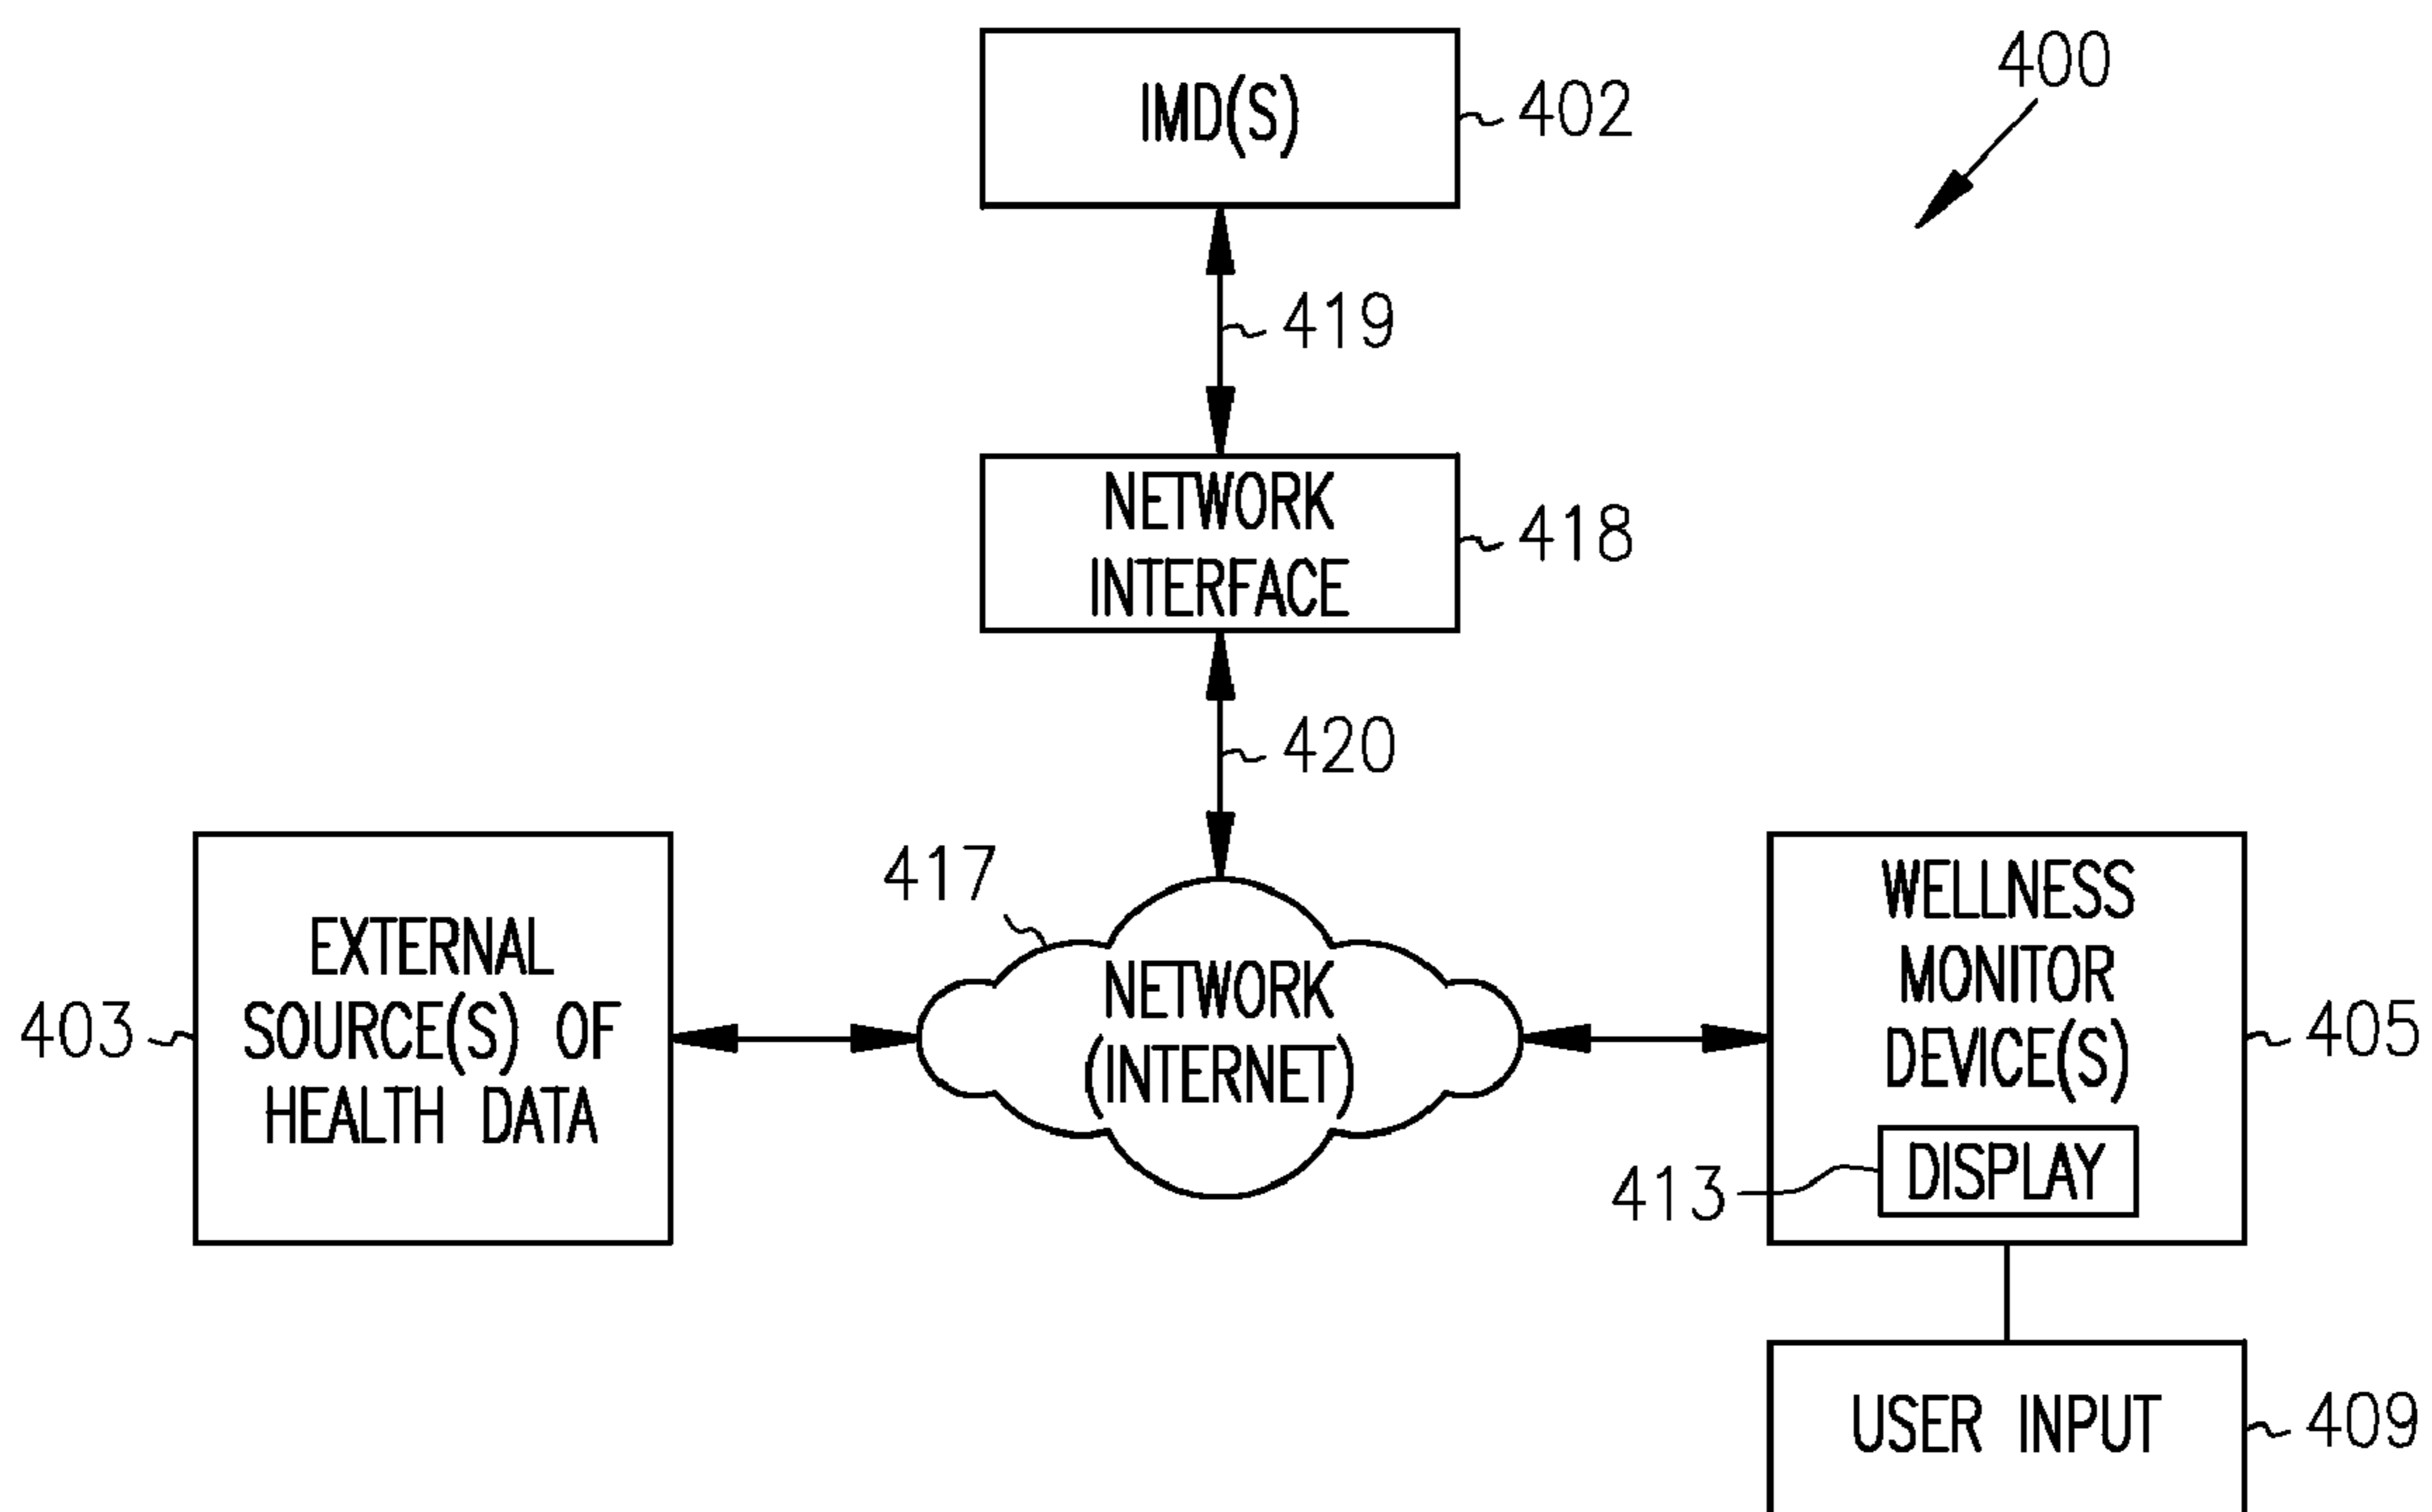 400
IMD(S)
402
419
NETWORK
INTERFACE
418
420
417
NETWORK
(INTERNET)
403
EXTERNAL
SOURCE(S) OF
HEALTH DATA
WELLNESS
MONITOR
DEVICE(S)
405
413
DISPLAY
USER INPUT
409